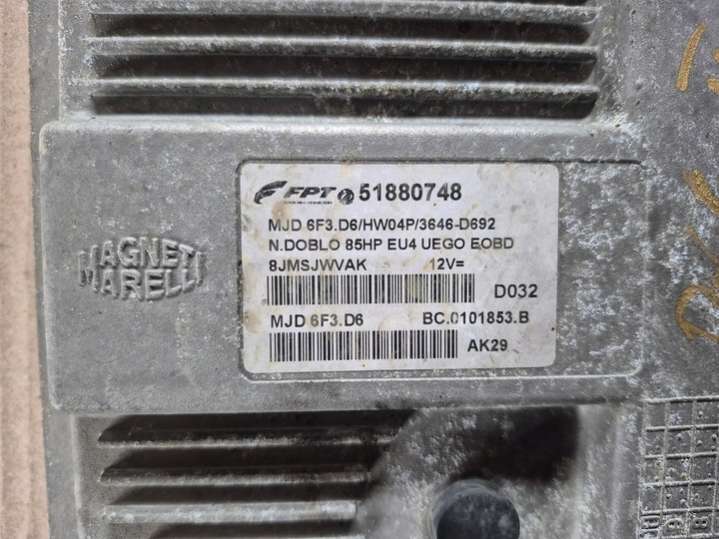 FPT 51880748
MJD 6F3.D6/HW04P/3646-D692
N.DOBLO 85HP EU4 UEGO EOBD
8JMSJWVAK 12V=
D032
MJD 6F3.D6 BC.0101853.B
AK29
MAGNETI
MARELLI